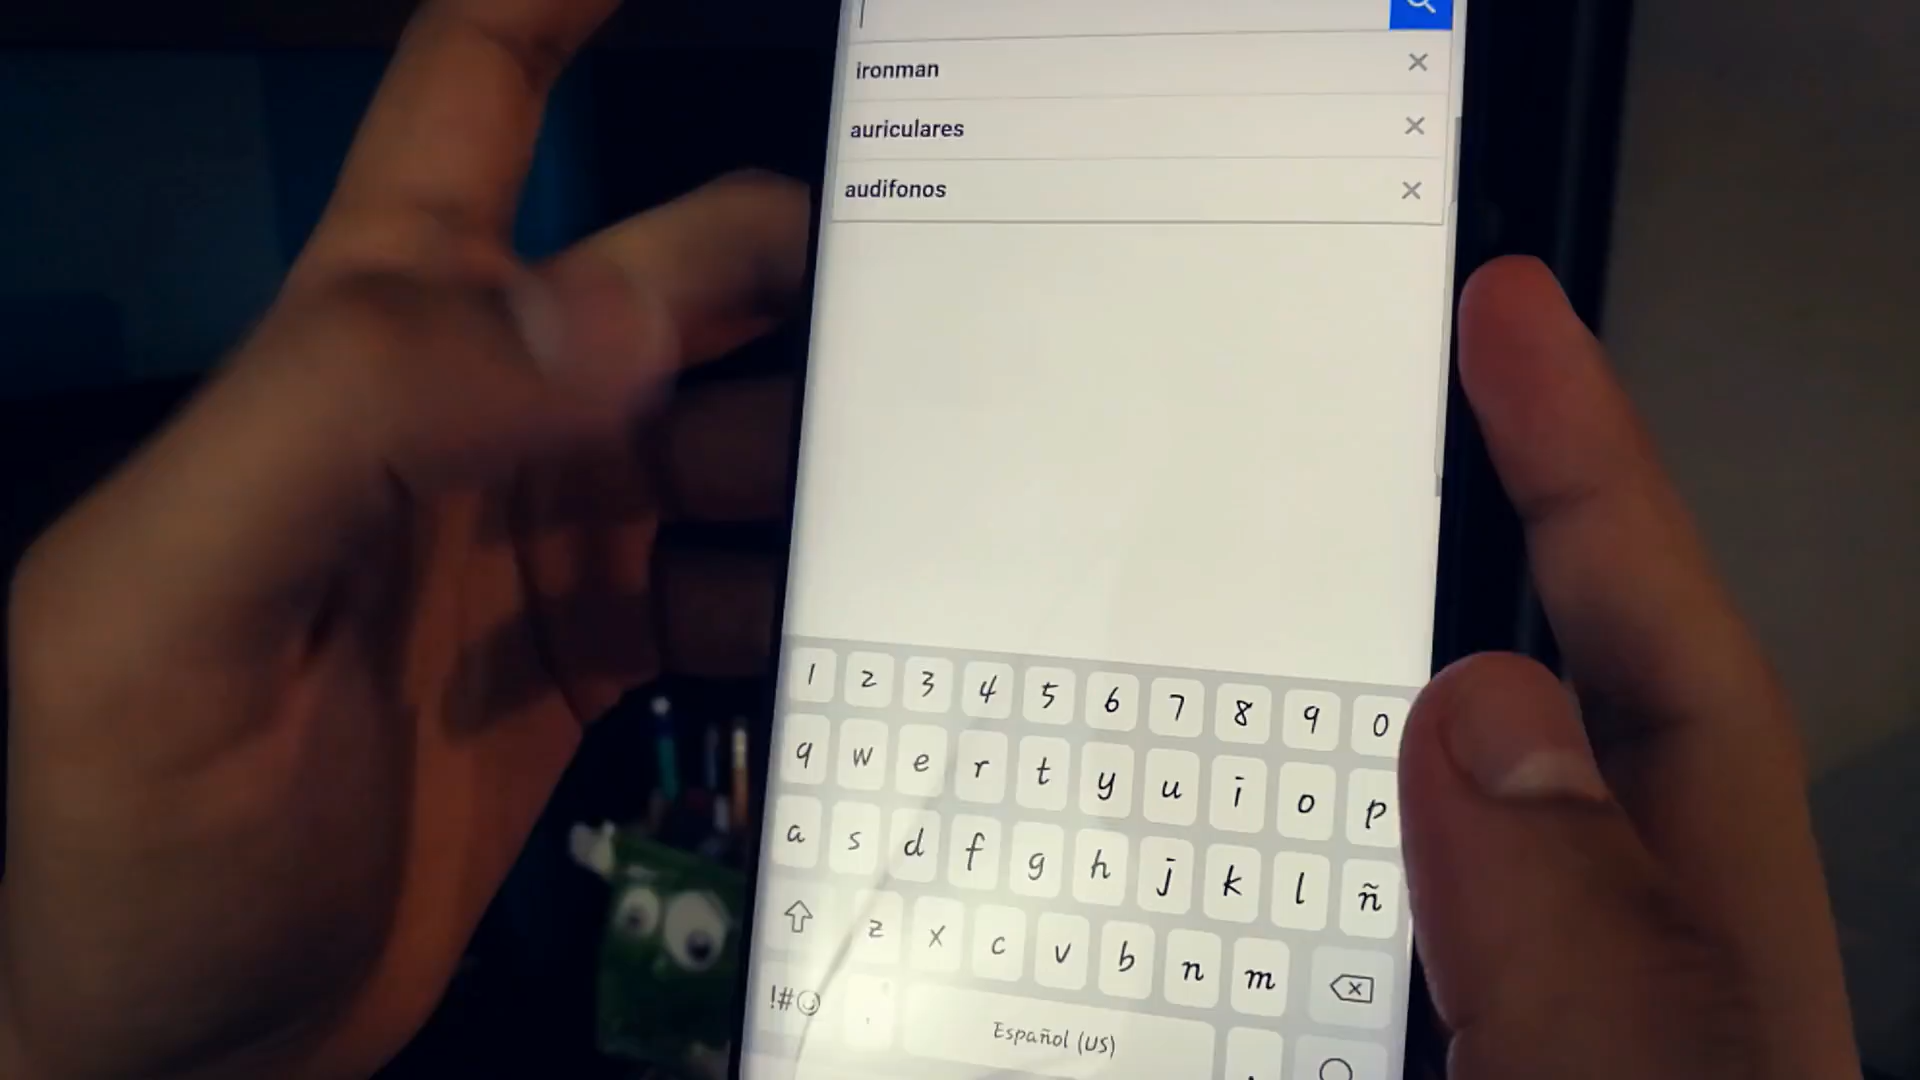 ironman
auriculares
audifonos
1 2 3 4 5 6 7 8 9 0
q w e r t y u i o p
a s d f g h j k l ñ
z x c v b n m
!#☺ , Español (US) .